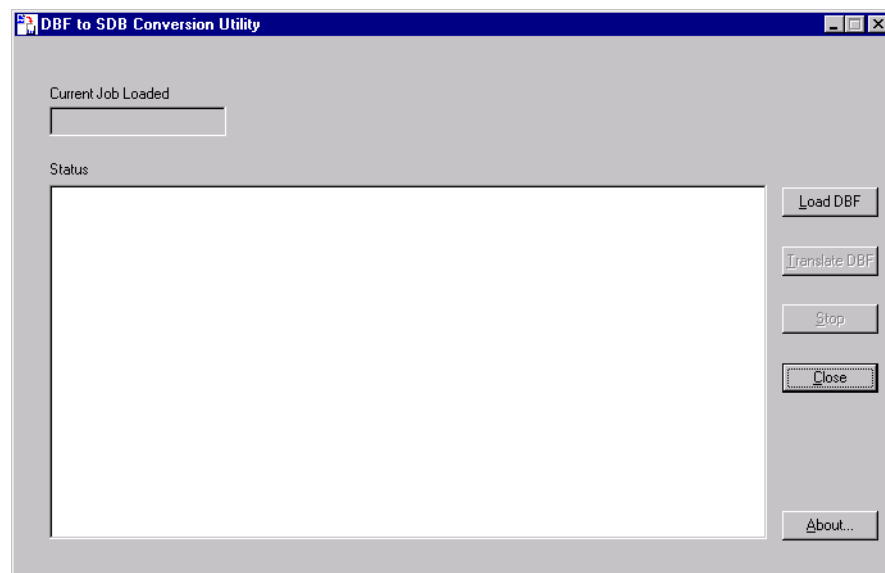 DBF to SDB Conversion Utility
Current Job Loaded
Status
Load DBF
Translate DBF
Stop
Close
About...